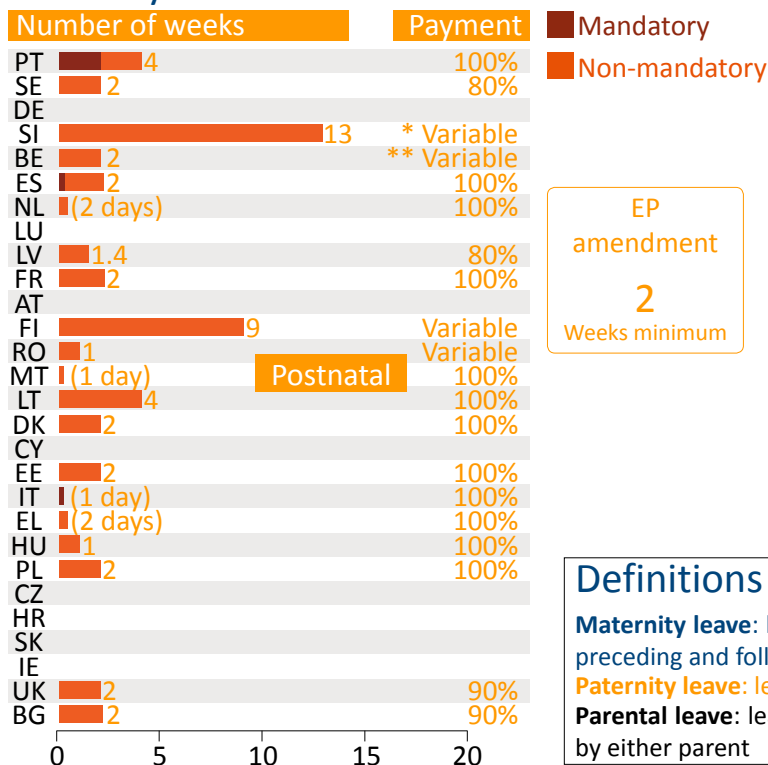 Number of weeks Payment
Mandatory
Non-mandatory
PT 4 100%
SE 2 80%
DE
SI 13 * Variable
BE 2 ** Variable
ES 2 100%
NL (2 days) 100%
LU
LV 1.4 80%
FR 2 100%
AT
FI 9 Variable
RO 1 Variable
MT (1 day) 100%
Postnatal
LT 4 100%
DK 2 100%
CY
EE 2 100%
IT (1 day) 100%
EL (2 days) 100%
HU 1 100%
PL 2 100%
CZ
HR
SK
IE
UK 2 90%
BG 2 90%
0 5 10 15 20
EP
amendment
2
Weeks minimum
Definitions
Maternity leave:
preceding and foll
Paternity leave: le
Parental leave: le
by either parent